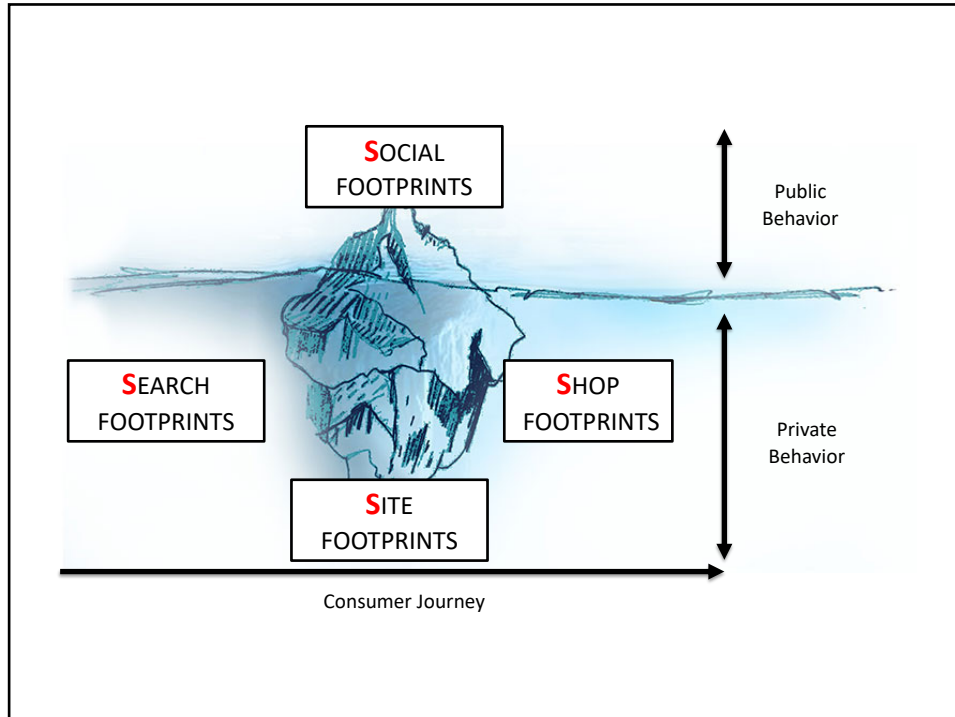 SOCIAL
FOOTPRINTS
Public
Behavior
SEARCH
FOOTPRINTS
SHOP
FOOTPRINTS
Private
Behavior
SITE
FOOTPRINTS
Consumer Journey